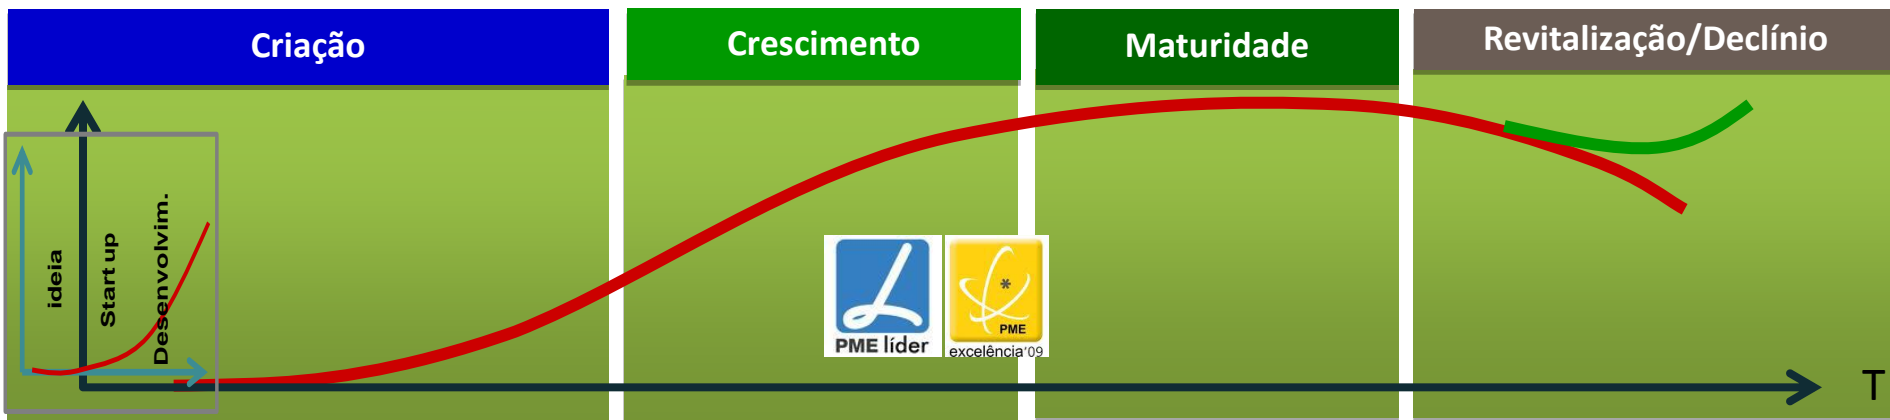 Criação
Crescimento
Maturidade
Revitalização/Declínio
ideia
Start up
Desenvolvim.
PME líder
PME
excelência'09
T